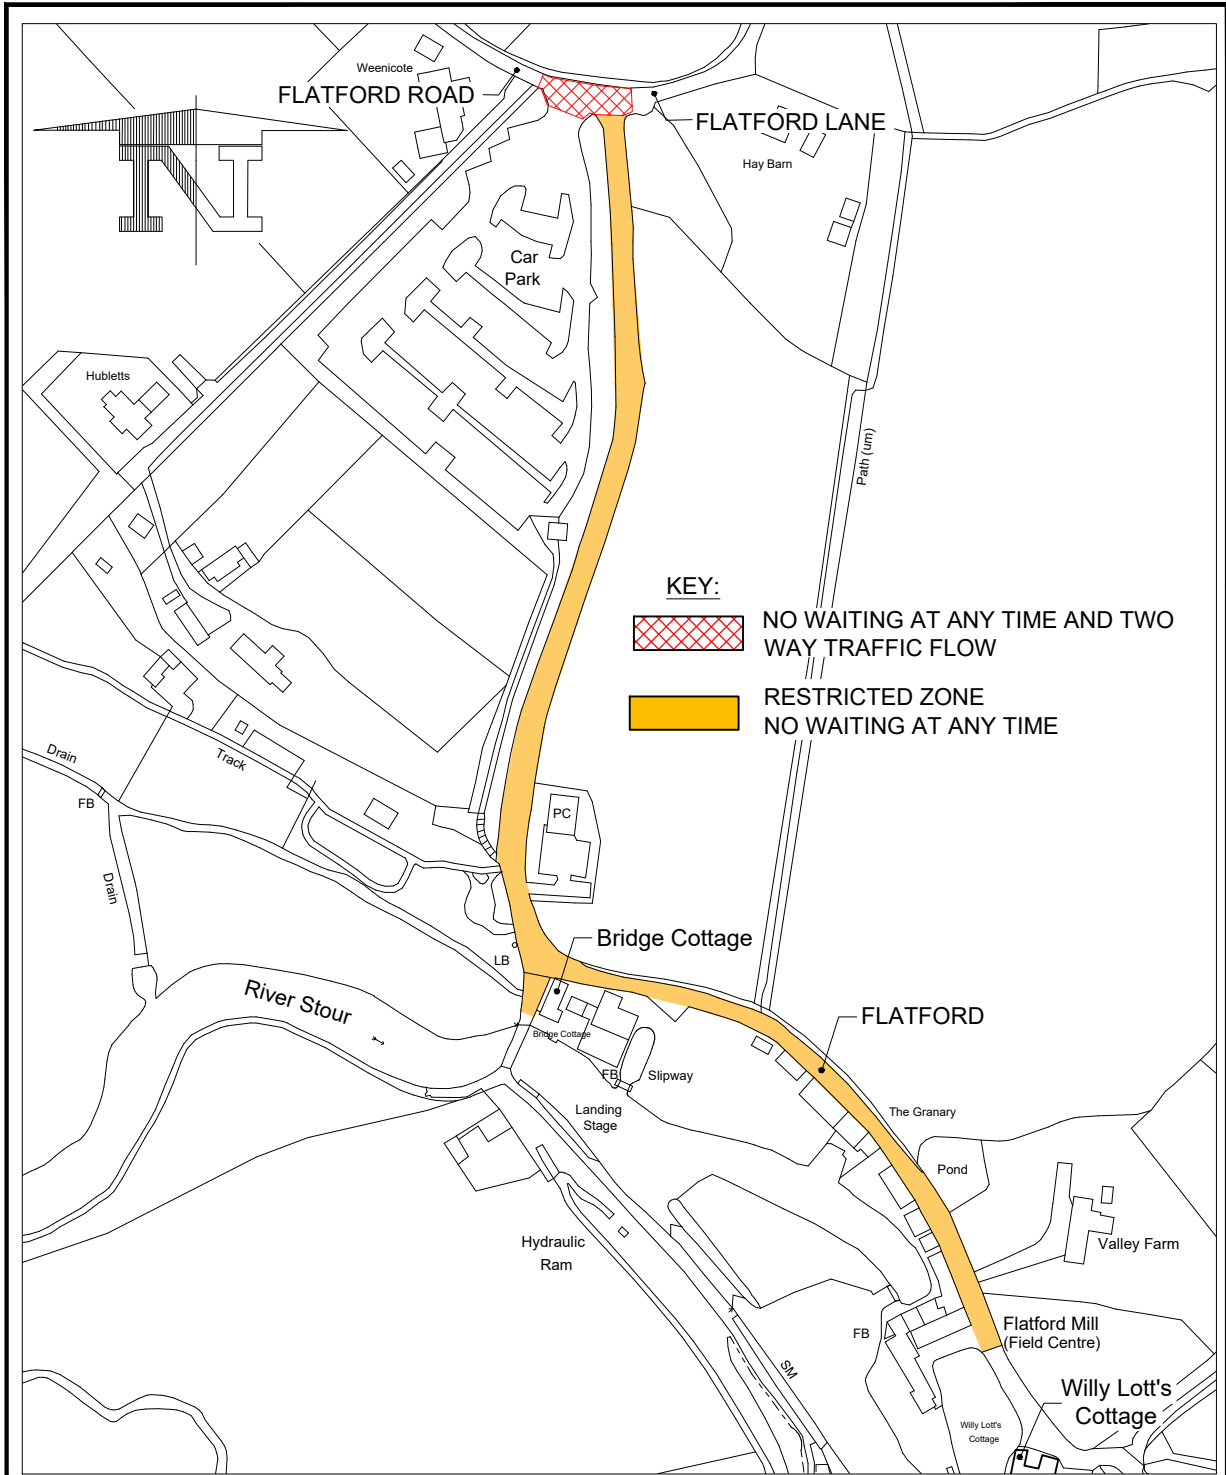 Weenicote
FLATFORD ROAD
FLATFORD LANE
Hay Barn
N
Car
Park
Hubletts
Path (um)
KEY:
NO WAITING AT ANY TIME AND TWO
WAY TRAFFIC FLOW
RESTRICTED ZONE
NO WAITING AT ANY TIME
Drain
Track
FB
PC
Drain
Bridge Cottage
LB
River Stour
FLATFORD
Bridge Cottage
FB
Slipway
Landing
Stage
The Granary
Pond
Hydraulic
Ram
Valley Farm
Flatford Mill
(Field Centre)
FB
SM
Willy Lott's
Cottage
Willy Lott's
Cottage